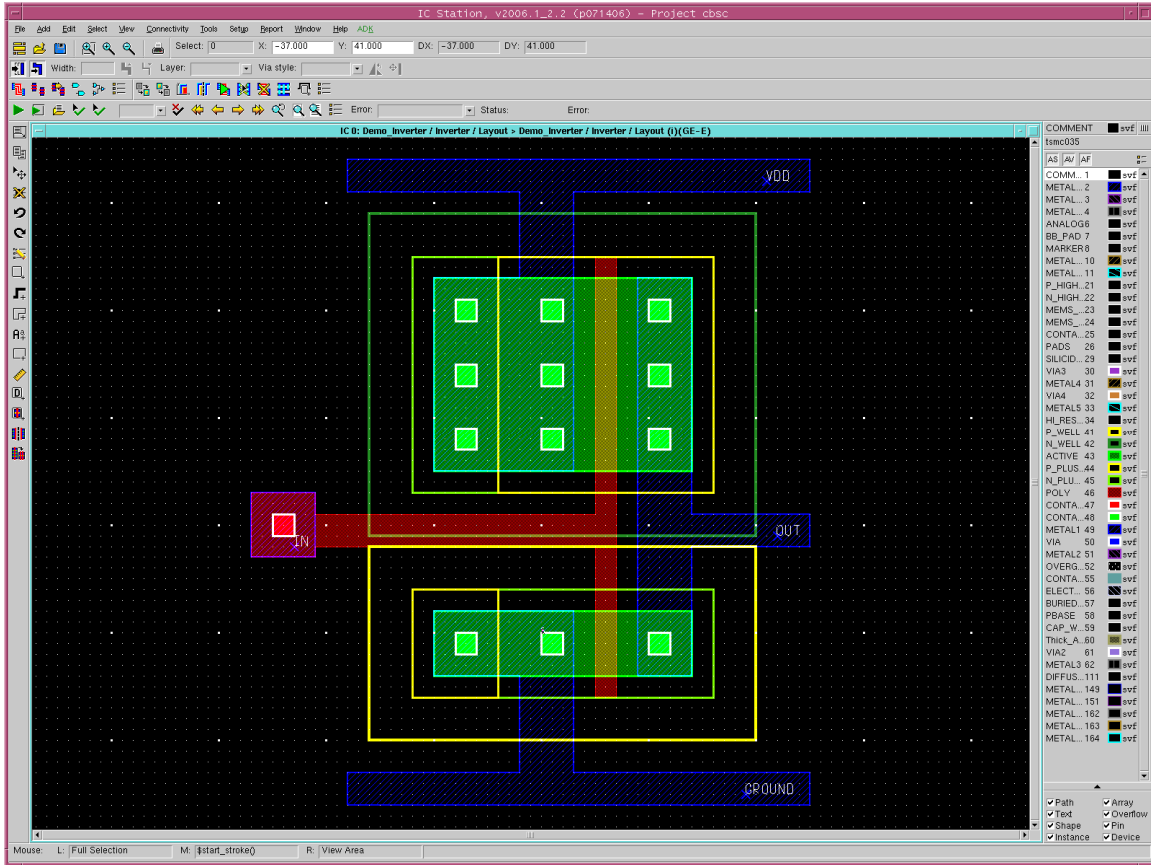 IC Station, v2006.1_2.2 (p071406) - Project cbsc
File Add Edit Select View Connectivity Tools Setup Report Window Help ADK
Select: 0 X: -37.000 Y: 41.000 DX: -37.000 DY: 41.000
Width: Layer: Via style:
Error: Status: Error:
IC 0: Demo_Inverter / Inverter / Layout > Demo_Inverter / Inverter / Layout (i)(GE-E)
VDD
IN
OUT
GROUND
COMMENT svf
tsmc035
AS AV AF
COMM... 1 svf
METAL... 2 svf
METAL... 3 svf
METAL... 4 svf
ANALOG 6 svf
BB_PAD 7 svf
MARKER 8 svf
METAL... 10 svf
METAL... 11 svf
P_HIGH... 21 svf
N_HIGH... 22 svf
MEMS_... 23 svf
MEMS_... 24 svf
CONTA... 25 svf
PADS 26 svf
SILICID... 29 svf
VIA3 30 svf
METAL4 31 svf
VIA4 32 svf
METAL5 33 svf
HI_RES... 34 svf
P_WELL 41 svf
N_WELL 42 svf
ACTIVE 43 svf
P_PLUS... 44 svf
N_PLU... 45 svf
POLY 46 svf
CONTA... 47 svf
CONTA... 48 svf
METAL1 49 svf
VIA 50 svf
METAL2 51 svf
OVERG... 52 svf
CONTA... 55 svf
ELECT... 56 svf
BURIED... 57 svf
PBASE 58 svf
CAP_W... 59 svf
Thick_A... 60 svf
VIA2 61 svf
METAL3 62 svf
DIFFUS... 111 svf
METAL... 149 svf
METAL... 151 svf
METAL... 162 svf
METAL... 163 svf
METAL... 164 svf
Path Array
Text Overflow
Shape Pin
Instance Device
Mouse: L: Full Selection M: $start_stroke() R: View Area